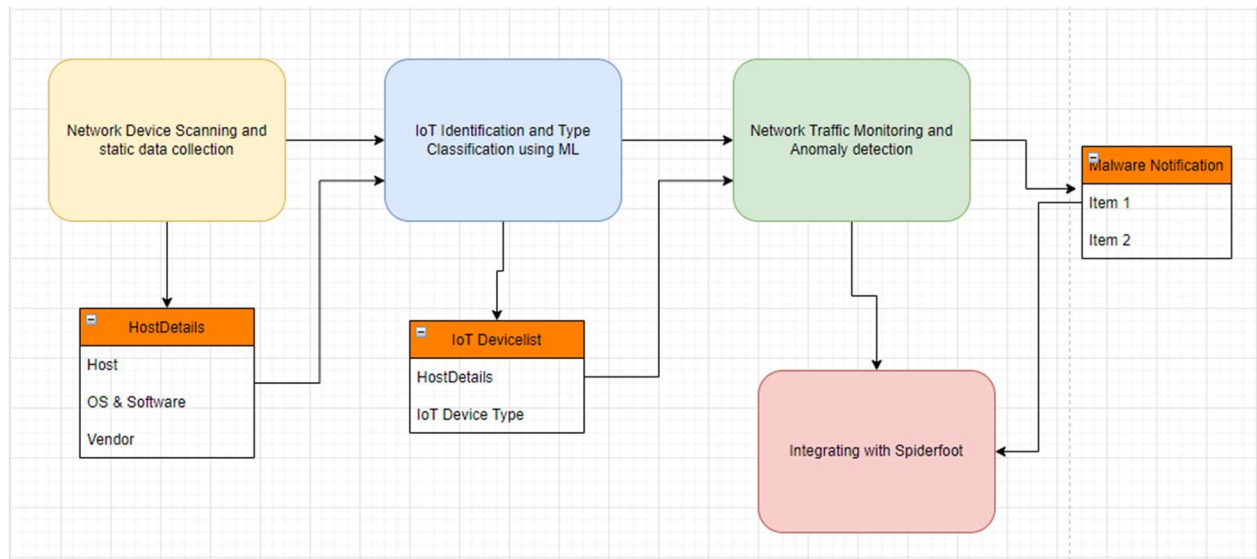 Network Device Scanning and
static data collection
IoT Identification and Type
Classification using ML
Network Traffic Monitoring and
Anomaly detection
Malware Notification
Item 1
Item 2
HostDetails
Host
OS & Software
Vendor
IoT Devicelist
HostDetails
IoT Device Type
Integrating with Spiderfoot